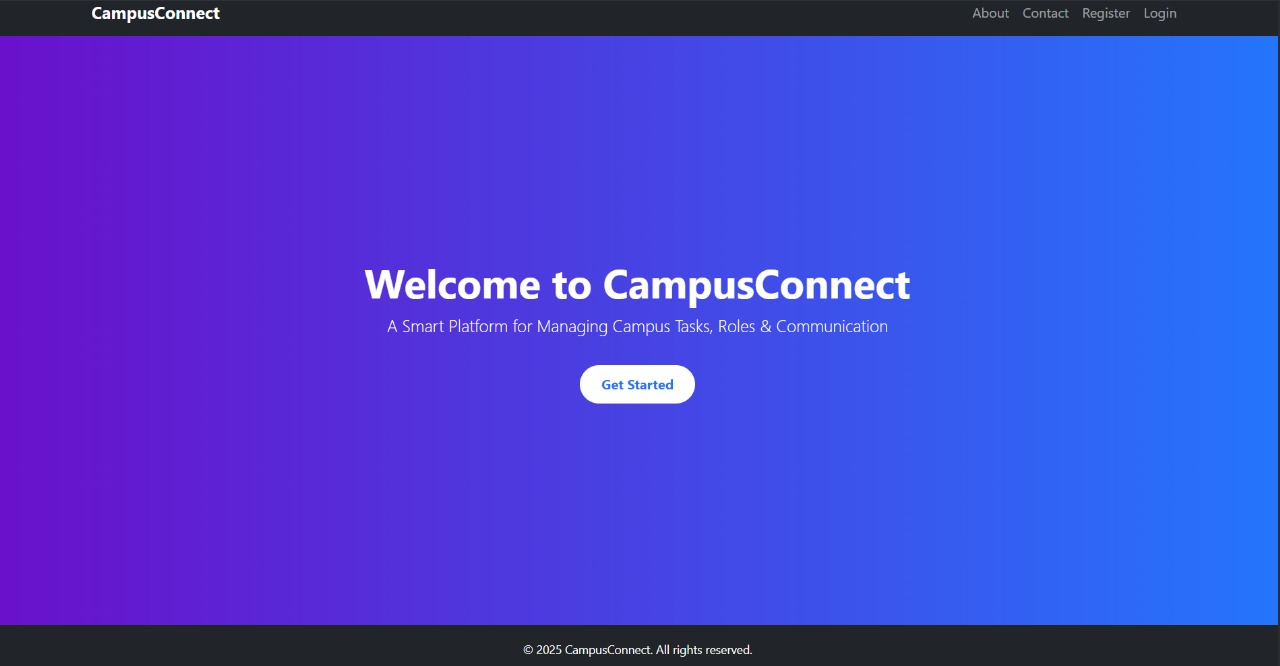 CampusConnect
About Contact Register Login
Welcome to CampusConnect
A Smart Platform for Managing Campus Tasks, Roles & Communication
Get Started
© 2025 CampusConnect. All rights reserved.